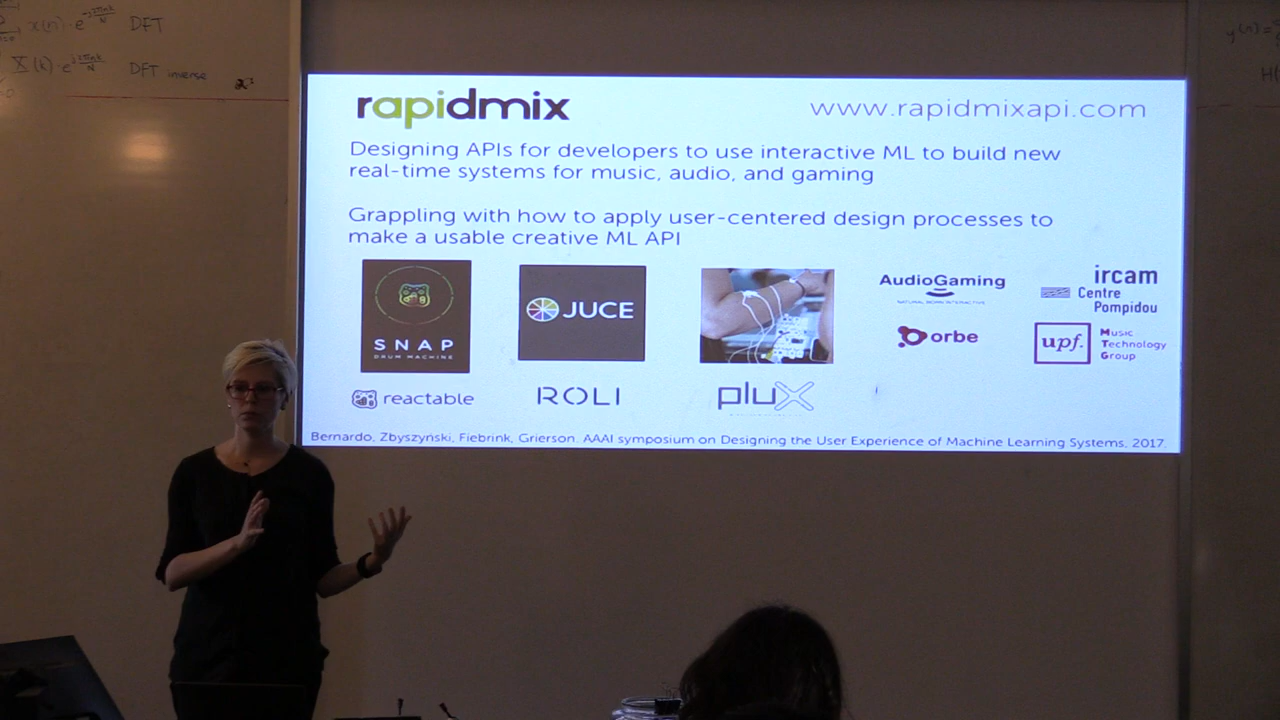 x(n)·e DFT
X(k)·e DFT inverse
y(n)=
rapidmix
www.rapidmixapi.com
Designing APIs for developers to use interactive ML to build new
real-time systems for music, audio, and gaming
Grappling with how to apply user-centered design processes to
make a usable creative ML API
SNAP
DRUM MACHINE
reactable
JUCE
ROLI
plux
AudioGaming
NATURAL BORN INTERACTIVE
orbe
ircam
Centre
Pompidou
upf.
Music
Technology
Group
Bernardo, Zbyszyński, Fiebrink, Grierson. AAAI symposium on Designing the User Experience of Machine Learning Systems, 2017.